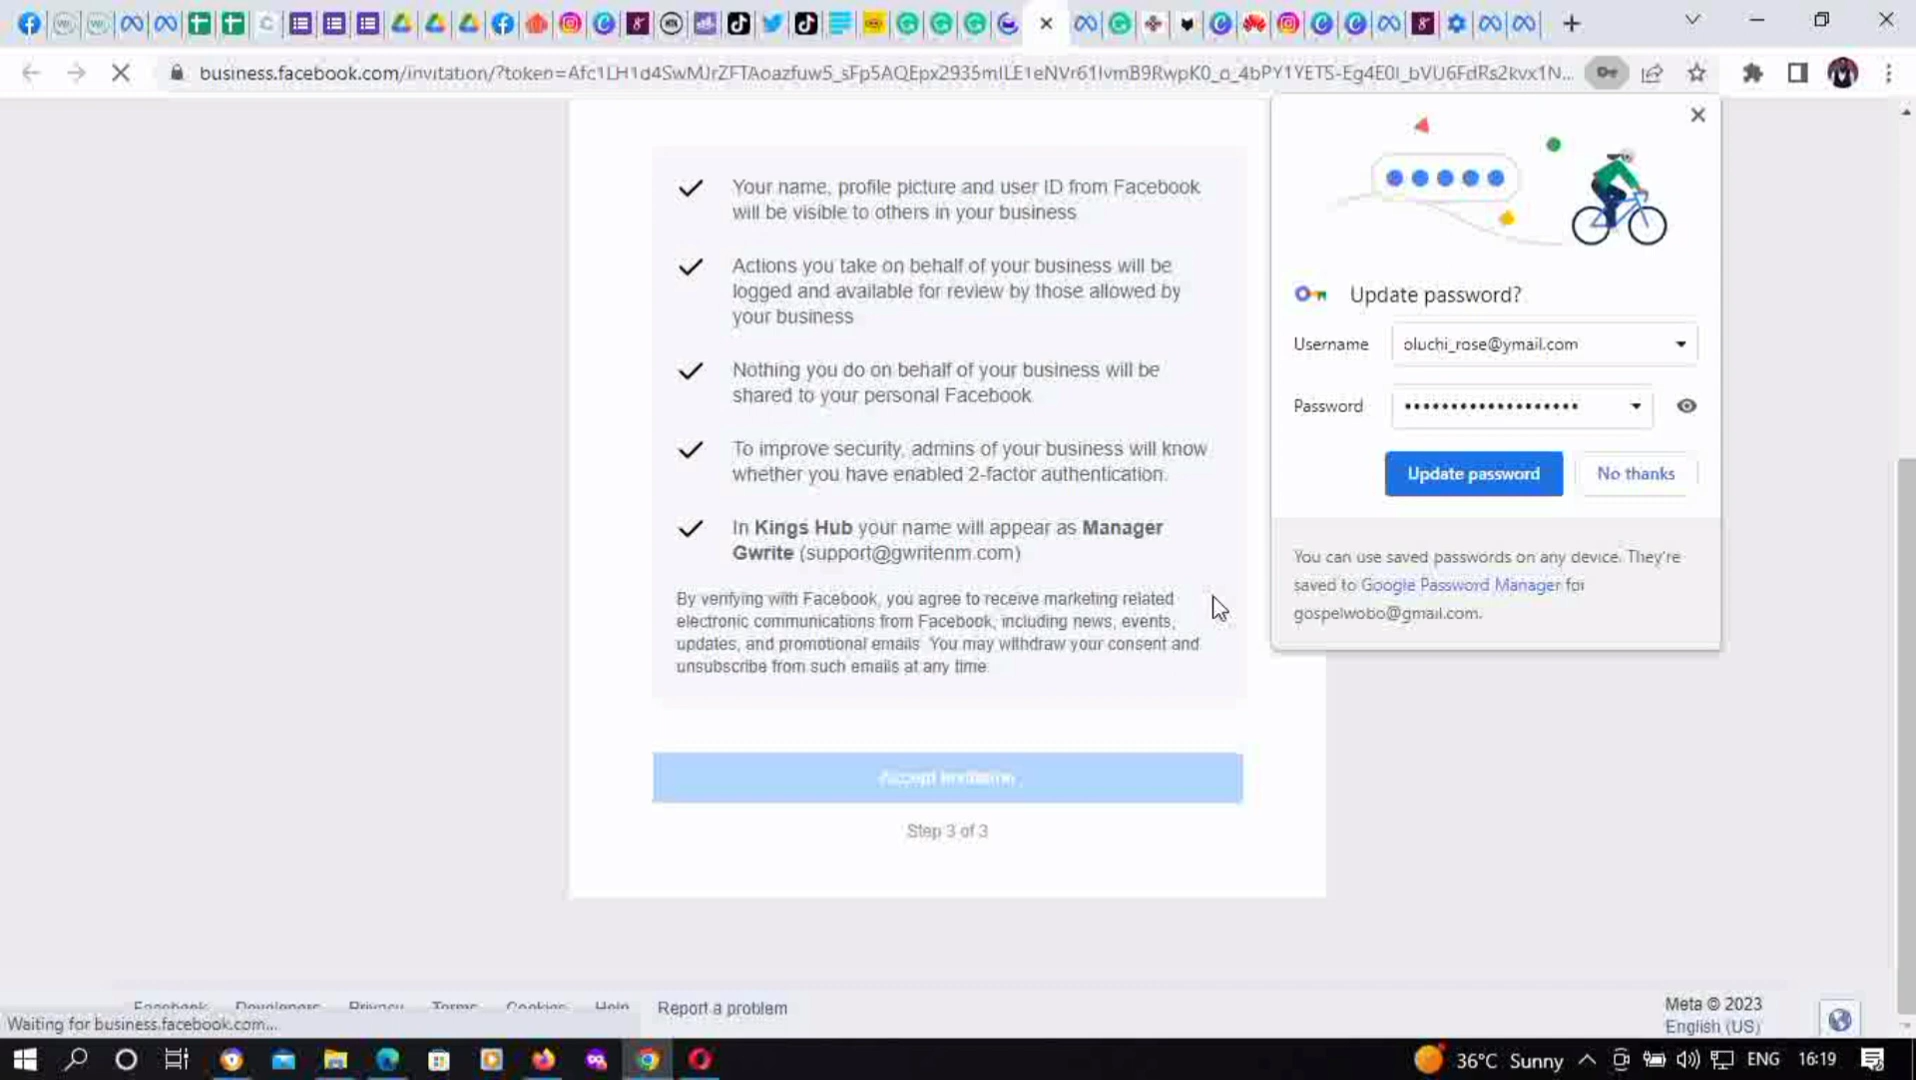 business.facebook.com/invitation/?token=Afc1LH1d4SwMJrZFTAoazfuw5_sFp5AQEpx2935mILE1eNVr61IvmB9RwpK0_o_4bPY1YETS-Eg4E0I_bVU6FdRs2kvx1N...
Your name, profile picture and user ID from Facebook
will be visible to others in your business
Actions you take on behalf of your business will be
logged and available for review by those allowed by
your business
Nothing you do on behalf of your business will be
shared to your personal Facebook
To improve security, admins of your business will know
whether you have enabled 2-factor authentication.
In Kings Hub your name will appear as Manager
Gwrite (support@gwritenm.com)
By verifying with Facebook, you agree to receive marketing related
electronic communications from Facebook, including news, events,
updates, and promotional emails. You may withdraw your consent and
unsubscribe from such emails at any time.
Accept Invitation
Step 3 of 3
Update password?
Username oluchi_rose@ymail.com
Password
Update password No thanks
You can use saved passwords on any device. They're
saved to Google Password Manager for
gospelwobo@gmail.com.
Facebook Developers Privacy Terms Cookies Help Report a problem
Meta © 2023
English (US)
Waiting for business.facebook.com...
36°C Sunny ENG 16:19